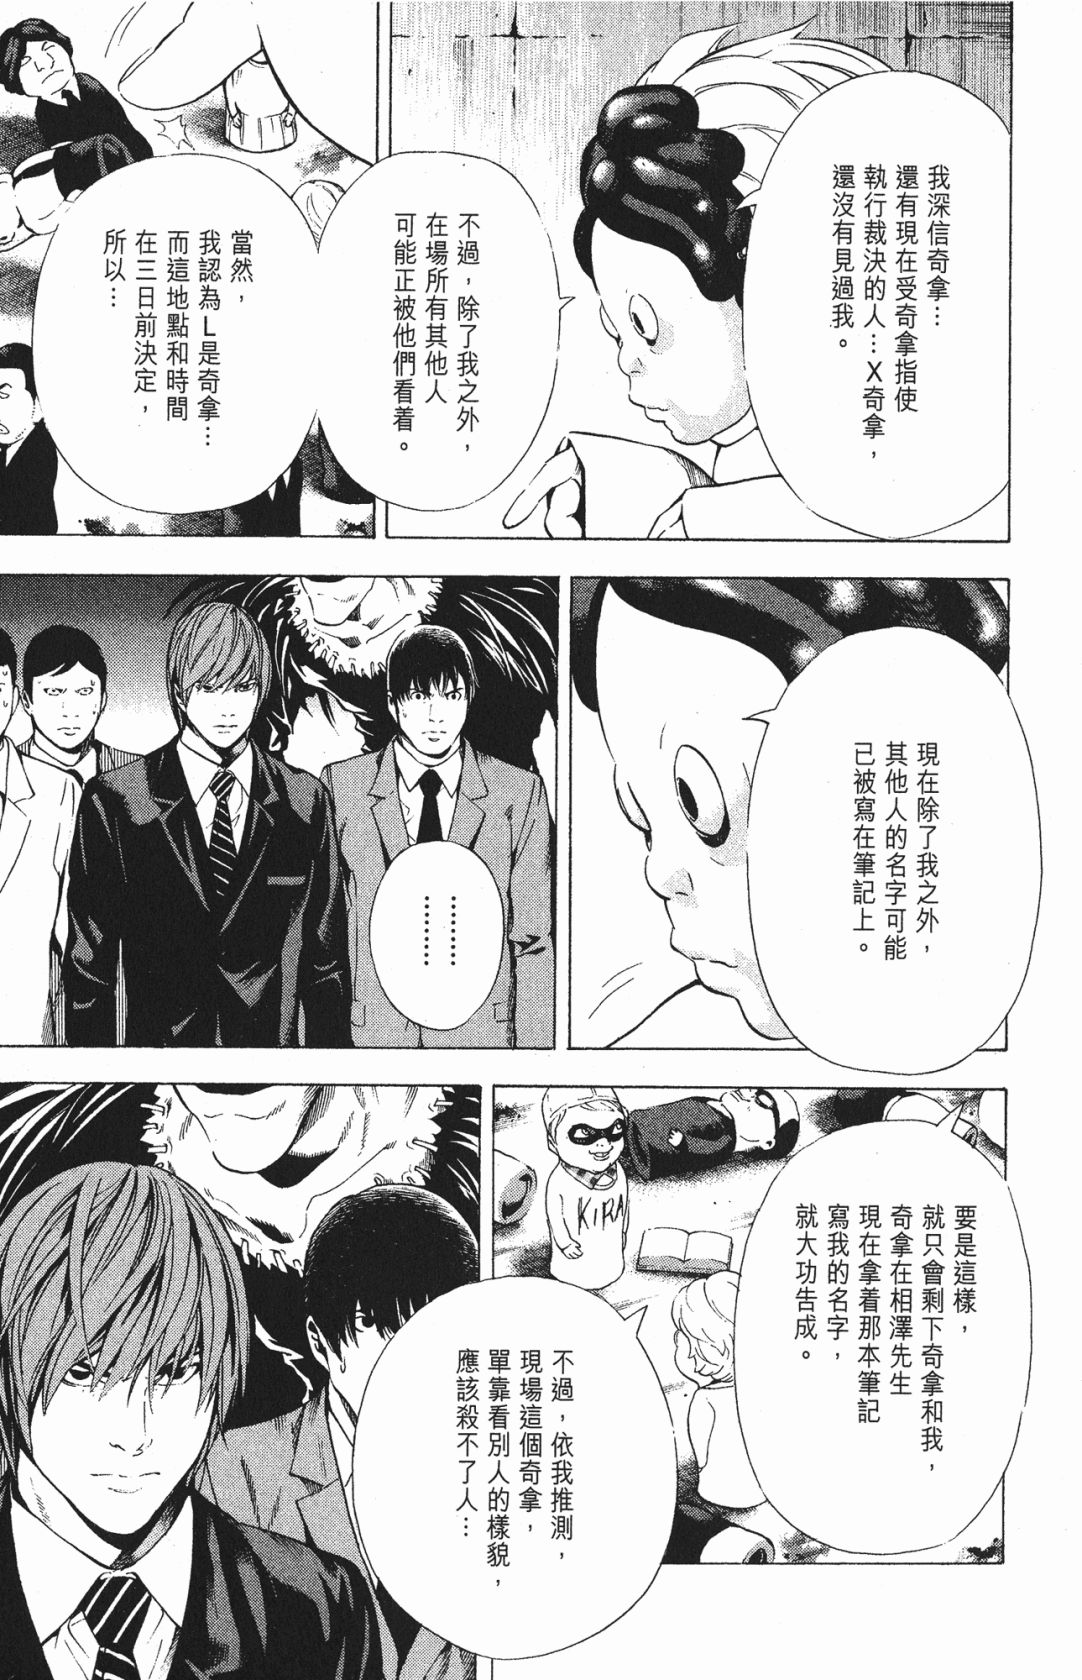 我深信奇拿…
還有現在受奇拿指使
執行裁決的人…X奇拿，
還沒有見過我。
不過，除了我之外，
在場所有其他人
可能正被他們看着。
當然，
我認為L是奇拿…
而這地點和時間
在三日前決定，
所以…
現在除了我之外，
其他人的名字可能
已被寫在筆記上。
………
………
要是這樣，
就只會剩下奇拿和我，
奇拿在相澤先生
現在拿着那本筆記
寫我的名字，
就大功告成。
KIRA
不過，依我推測，
現場這個奇拿，
單靠看別人的樣貌，
應該殺不了人…